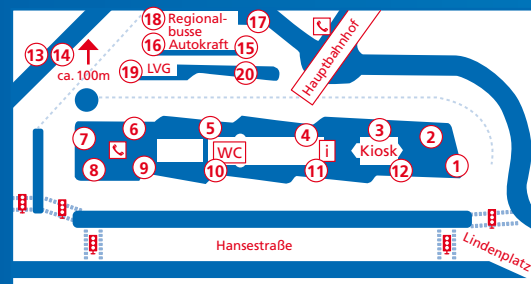 18 Regional-
busse
17
16 Autokraft 15
13 14
ca. 100m
19 LVG 20
Hauptbahnhof
7 6 5 4 3 2
WC i Kiosk 1
8 9 10 11 12
Hansestraße
Lindenplatz